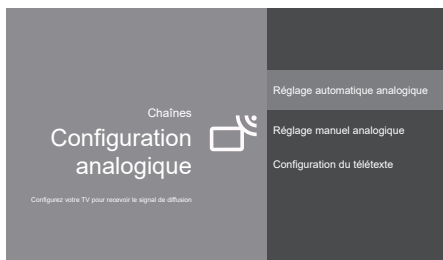 Chaînes
Configuration
analogique
Configurez votre TV pour recevoir le signal de diffusion
Réglage automatique analogique
Réglage manuel analogique
Configuration du télétexte